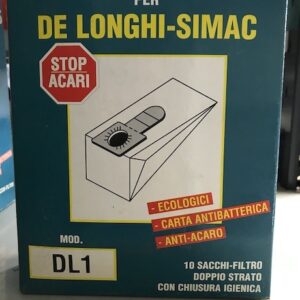 PER
DE LONGHI-SIMAC
STOP
ACARI
- ECOLOGICI
- CARTA ANTIBATTERICA
- ANTI-ACARO
MOD.
DL1
10 SACCHI-FILTRO
DOPPIO STRATO
CON CHIUSURA IGIENICA